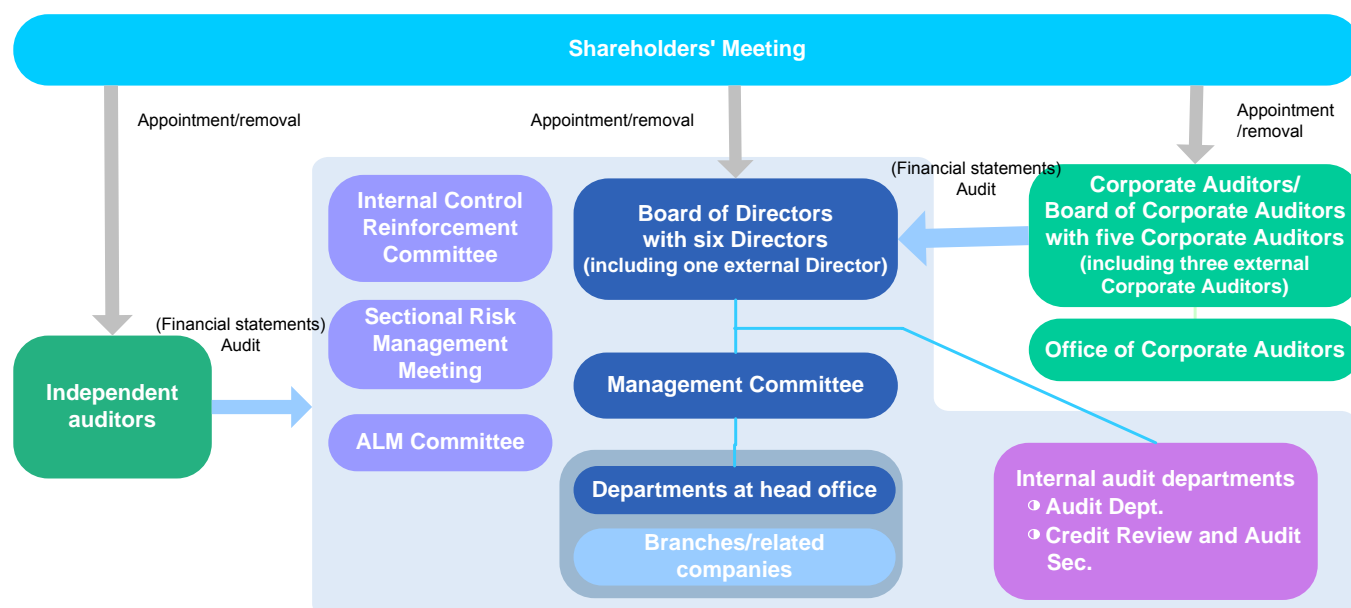 Shareholders' Meeting
Appointment/removal
Appointment/removal
Appointment
/removal
(Financial statements)
Audit
Internal Control
Reinforcement
Committee
Board of Directors
with six Directors
(including one external Director)
Corporate Auditors/
Board of Corporate Auditors
with five Corporate Auditors
(including three external
Corporate Auditors)
(Financial statements)
Audit
Sectional Risk
Management
Meeting
Office of Corporate Auditors
Independent
auditors
Management Committee
ALM Committee
Departments at head office
Branches/related
companies
Internal audit departments
Audit Dept.
Credit Review and Audit
Sec.